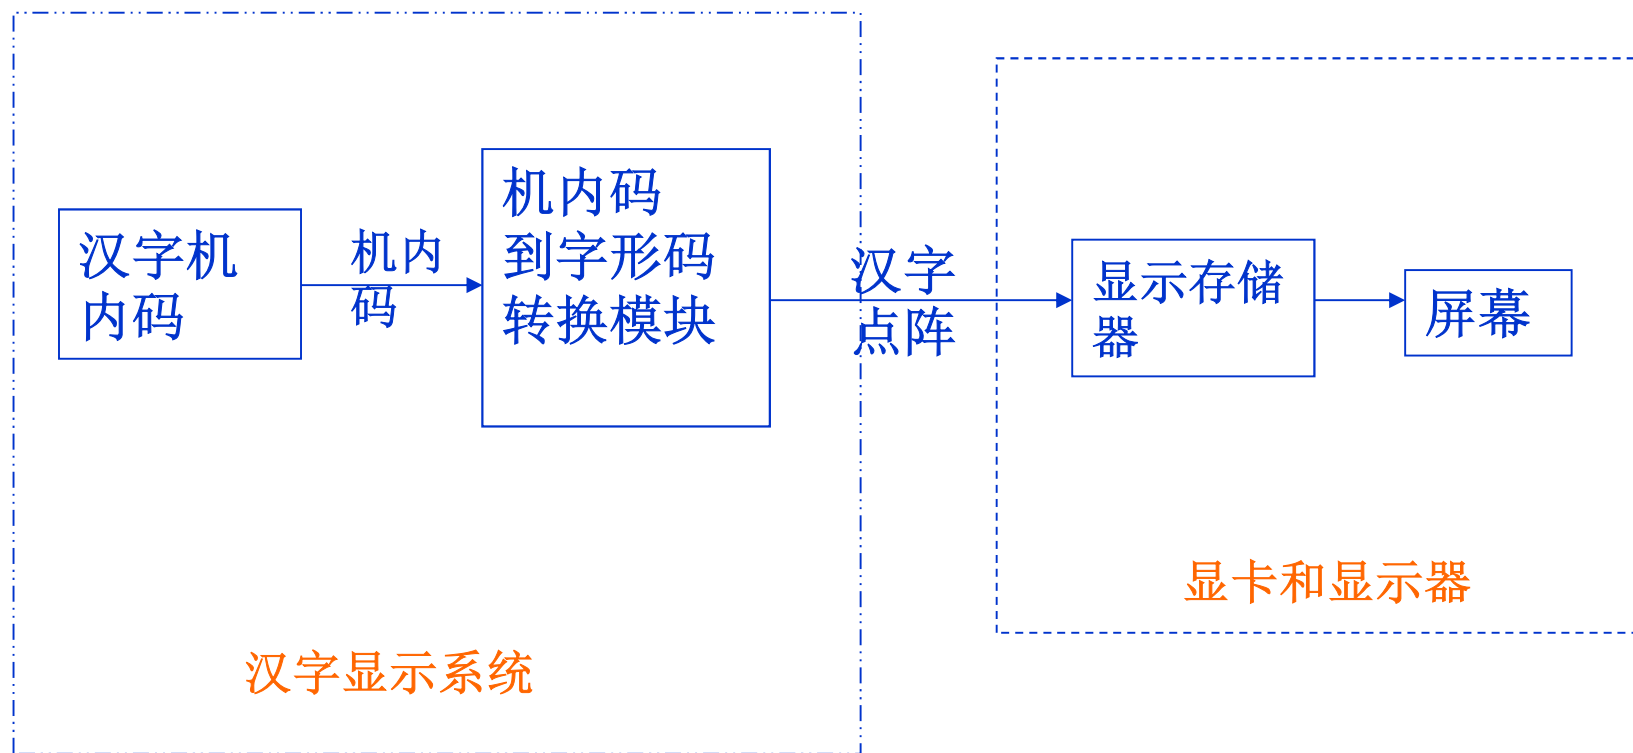 汉字机
内码
机内
码
机内码
到字形码
转换模块
汉字
点阵
显示存储
器
屏幕
显卡和显示器
汉字显示系统